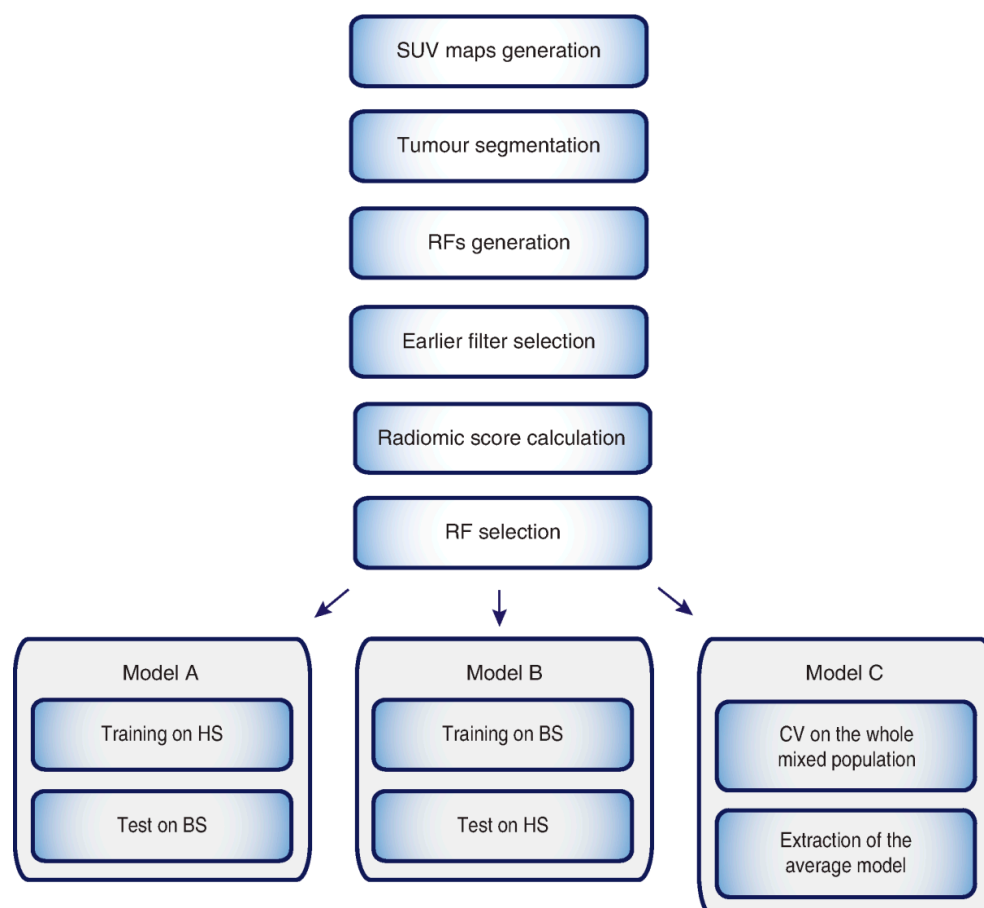 SUV maps generation
Tumour segmentation
RFs generation
Earlier filter selection
Radiomic score calculation
RF selection
Model A
Training on HS
Test on BS
Model B
Training on BS
Test on HS
Model C
CV on the whole
mixed population
Extraction of the
average model